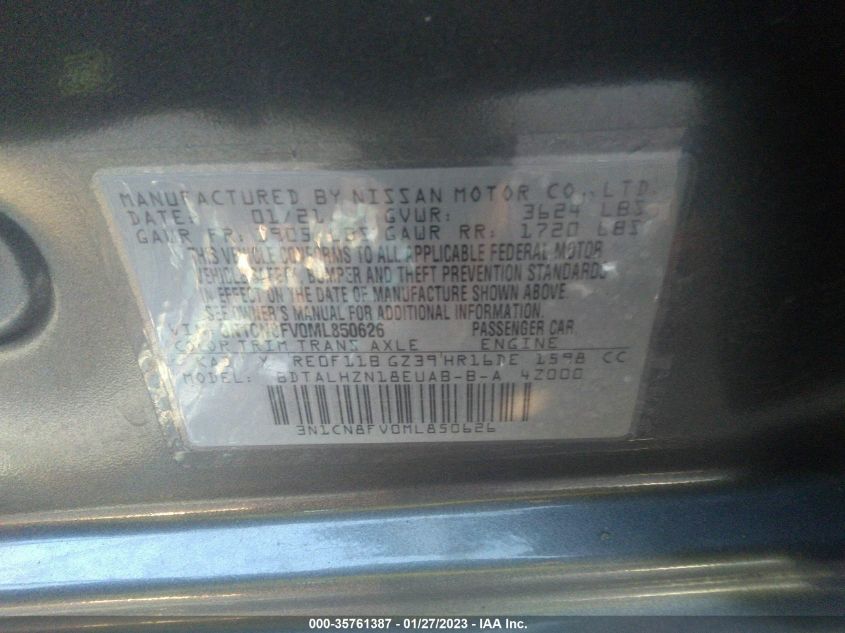 MANUFACTURED BY NISSAN MOTOR CO., LTD.
DATE: 01/21 GVWR: 3624 LBS
GAWR FR: 1905 LBS GAWR RR: 1720 LBS
THIS VEHICLE CONFORMS TO ALL APPLICABLE FEDERAL MOTOR
VEHICLE SAFETY, BUMPER AND THEFT PREVENTION STANDARDS
IN EFFECT ON THE DATE OF MANUFACTURE SHOWN ABOVE.
SEE OWNER'S MANUAL FOR ADDITIONAL INFORMATION.
PASSENGER CAR
COLOR TRIM TRANS AXLE ENGINE
KAD RE0F11B GZ39 HR16DE 1598 CC
MODEL: BDTALHZN18EUAB-B-A 4Z000
3N1CN8FV0ML850626
000-35761387 - 01/27/2023 - IAA Inc.